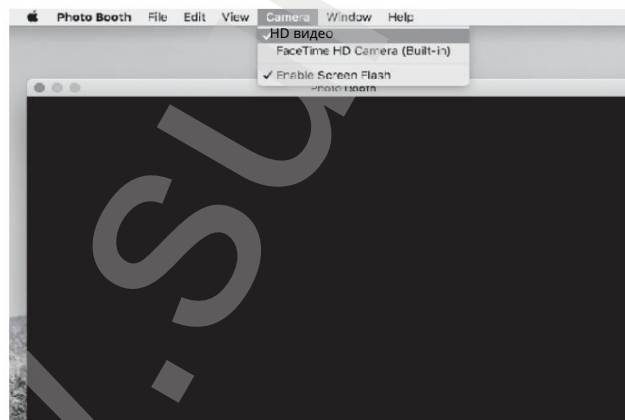 Photo Booth File Edit View Camera Window Help
✓HD видео
FaceTime HD Camera (Built-in)
✓ Enable Screen Flash
Photo Booth
.su